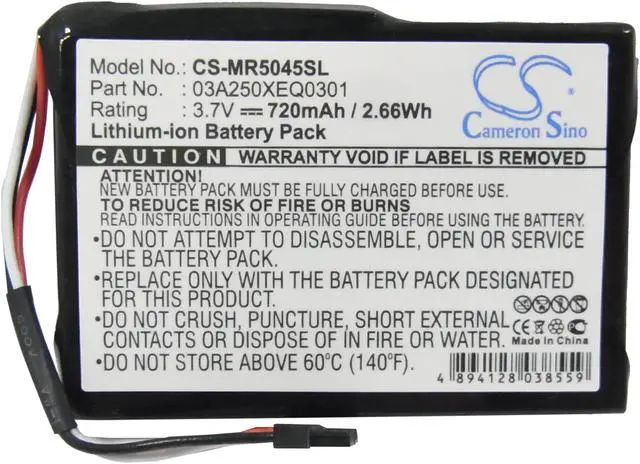 Model No.: CS-MR5045SL
Part No. : 03A250XEQ0301
Rating : 3.7V 720mAh / 2.66Wh
Lithium-ion Battery Pack
CS
Cameron Sino
CAUTION WARRANTY VOID IF LABEL IS REMOVED
ATTENTION!
NEW BATTERY PACK MUST BE FULLY CHARGED BEFORE USE.
TO REDUCE RISK OF FIRE OR BURNS
READ INSTRUCTIONS IN OPERATING GUIDE BEFORE USING THE BATTERY.
•DO NOT ATTEMPT TO DISASSEMBLE, OPEN OR SERVICE
THE BATTERY PACK.
•REPLACE ONLY WITH THE BATTERY PACK DESIGNATED
FOR THIS PRODUCT.
•DO NOT CRUSH, PUNCTURE, SHORT EXTERNAL
CONTACTS OR DISPOSE OF IN FIRE OR WATER.
•DO NOT STORE ABOVE 60°C (140°F).
CE
Made in China
4 894128 038559